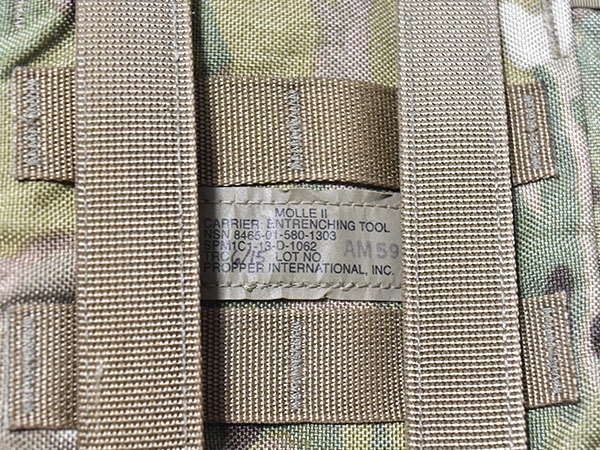 MOLLE II
CARRIER: ENTRENCHING TOOL
NSN 8465-01-580-1303
SPM1C1-13-D-1062
TRC 6/15 LOT NO. AM59
PROPPER INTERNATIONAL, INC.